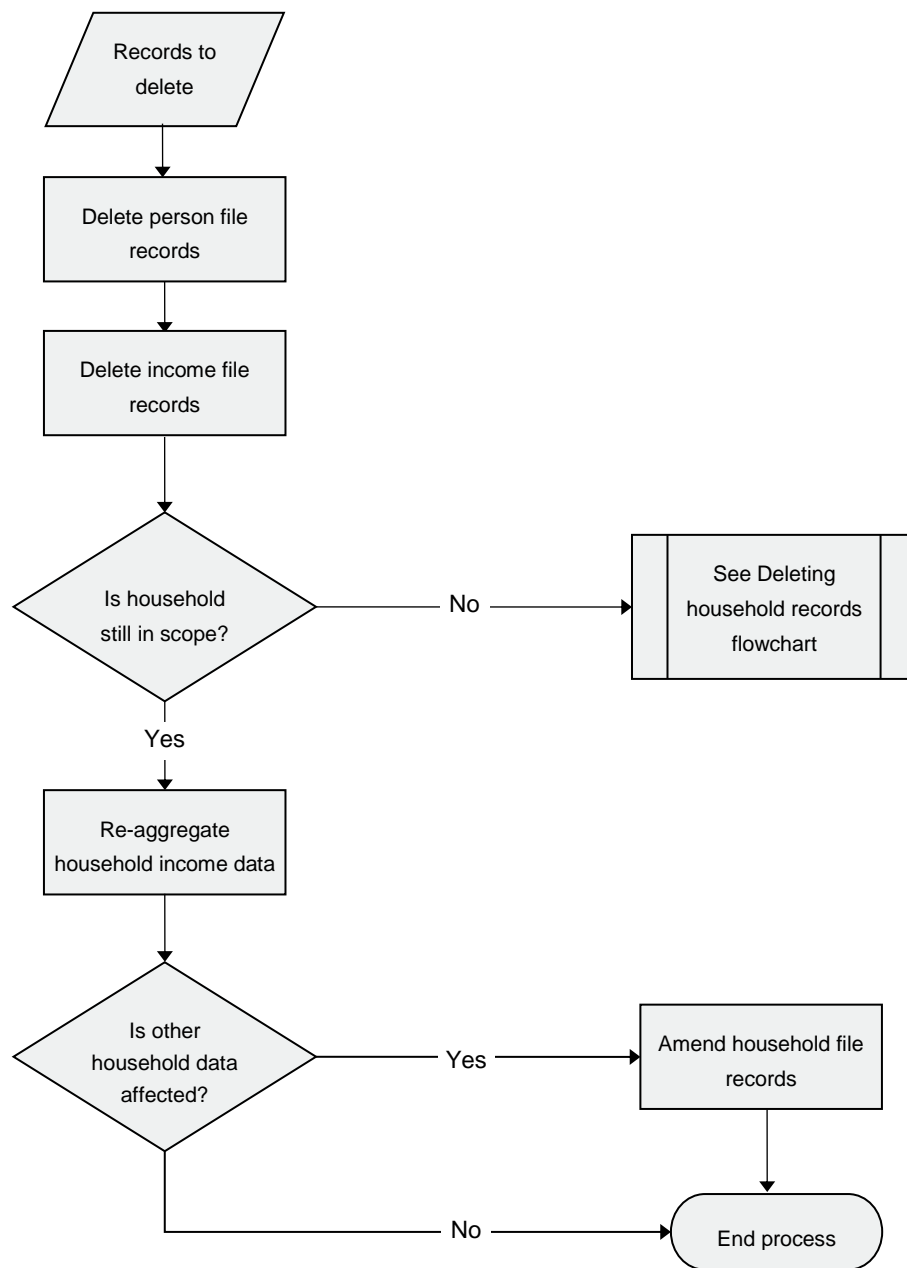 Records to
delete
Delete person file
records
Delete income file
records
Is household
still in scope?
No
See Deleting
household records
flowchart
Yes
Re-aggregate
household income data
Is other
household data
affected?
Yes
Amend household file
records
No
End process